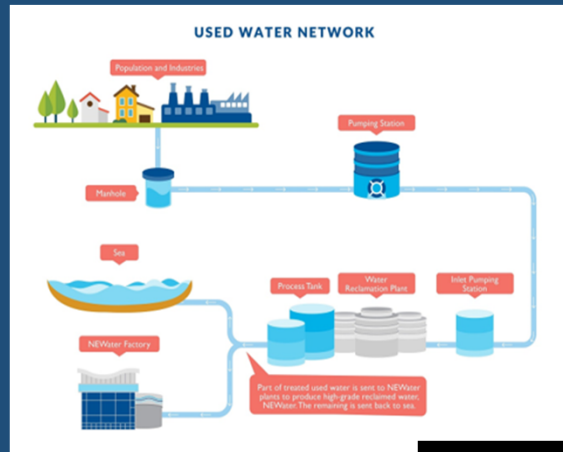 USED WATER NETWORK
Population and Industries
Pumping Station
Manhole
Sea
Process Tank
Water
Reclamation Plant
Inlet Pumping
Station
NEWater Factory
Part of treated used water is sent to NEWater
plants to produce high-grade reclaimed water,
NEWater. The remaining is sent back to sea.